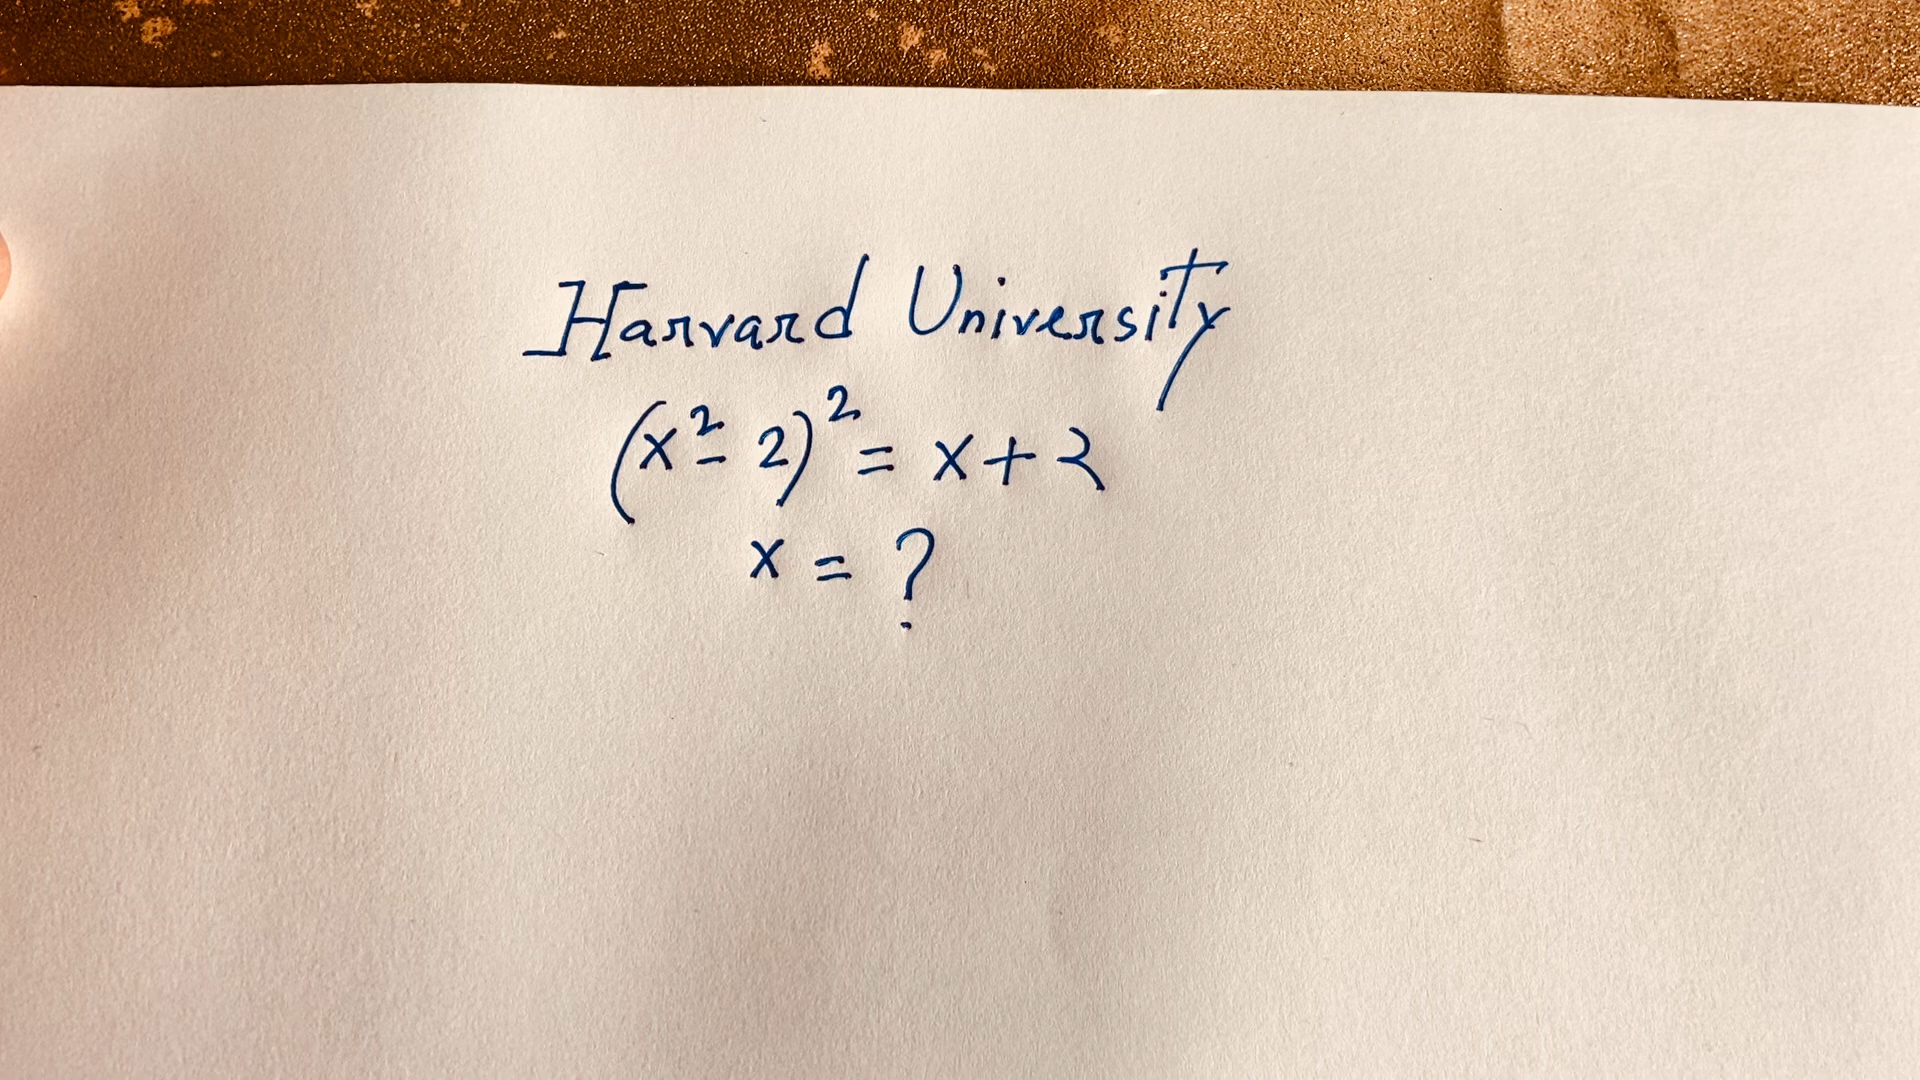 Harvard University
(x² - 2)² = x + 2
x = ?